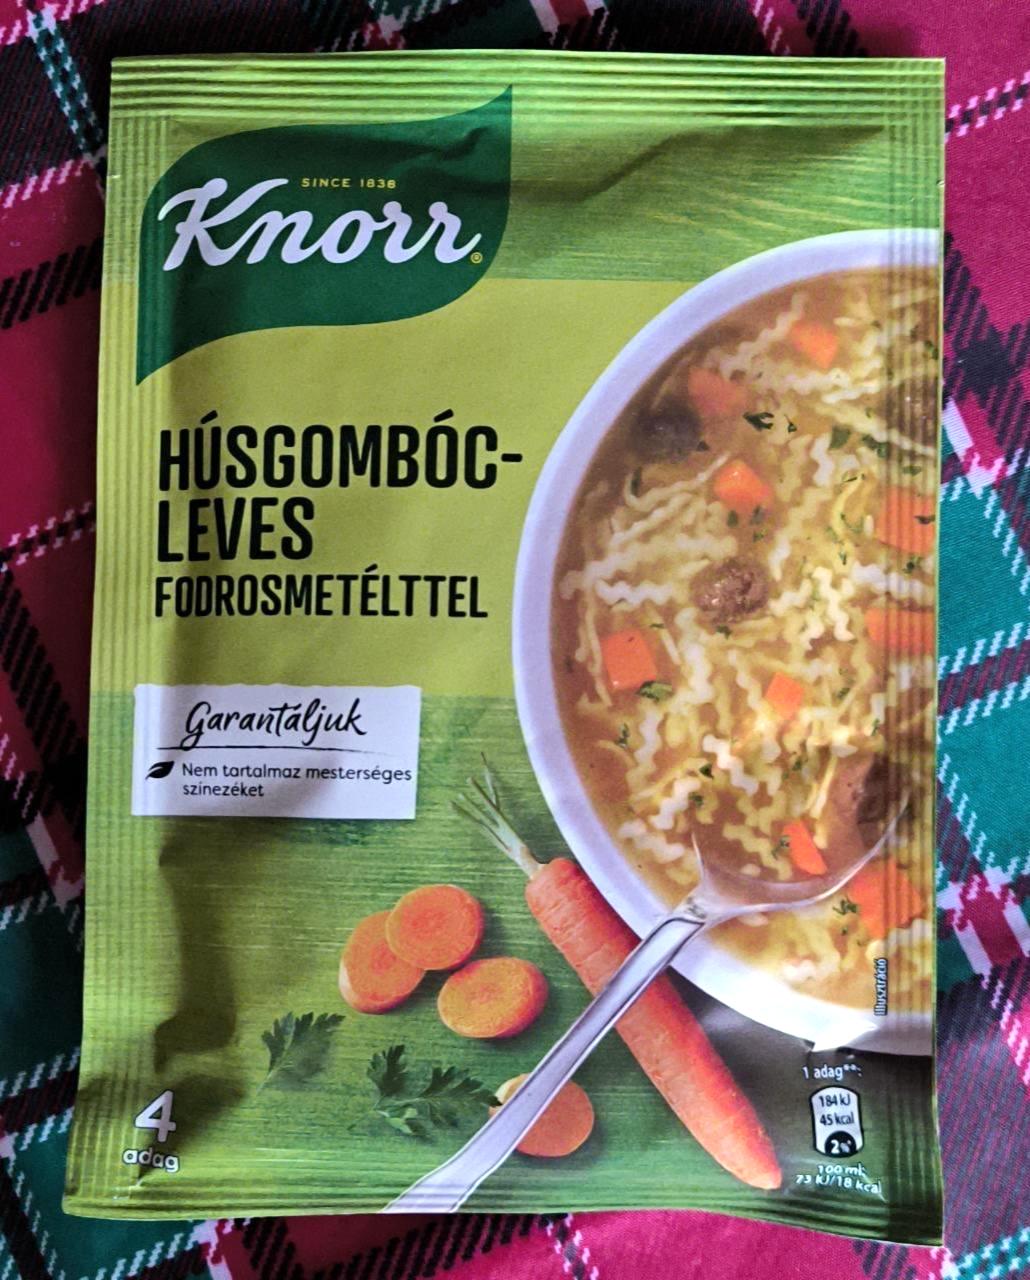 SINCE 1838
Knorr®
HÚSGOMBÓC-
LEVES
FODROSMETÉLTTEL
Garantáljuk
Nem tartalmaz mesterséges
színezéket
Illusztráció
4
adag
1 adag**:
184 kJ
45 kcal
2%*
100 ml:
73 kJ/18 kcal